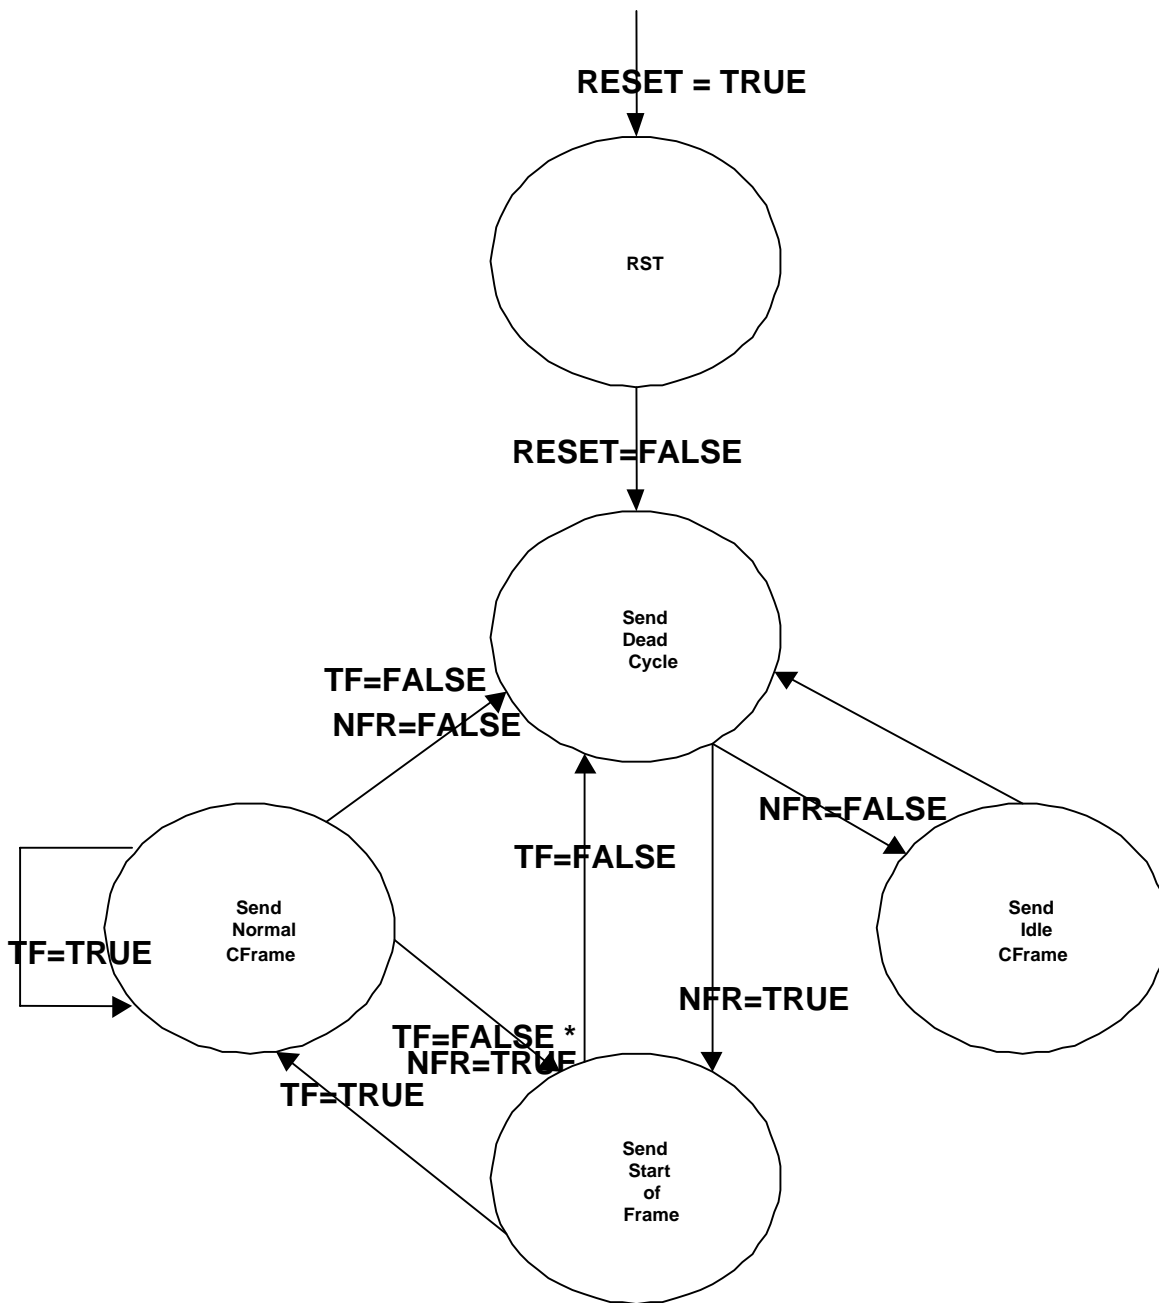 RESET = TRUE
RST
RESET=FALSE
Send
Dead
Cycle
TF=FALSE
NFR=FALSE
NFR=FALSE
TF=FALSE
Send
Normal
CFrame
Send
Idle
CFrame
TF=TRUE
NFR=TRUE
TF=FALSE *
NFR=TRUE
TF=TRUE
Send
Start
of
Frame